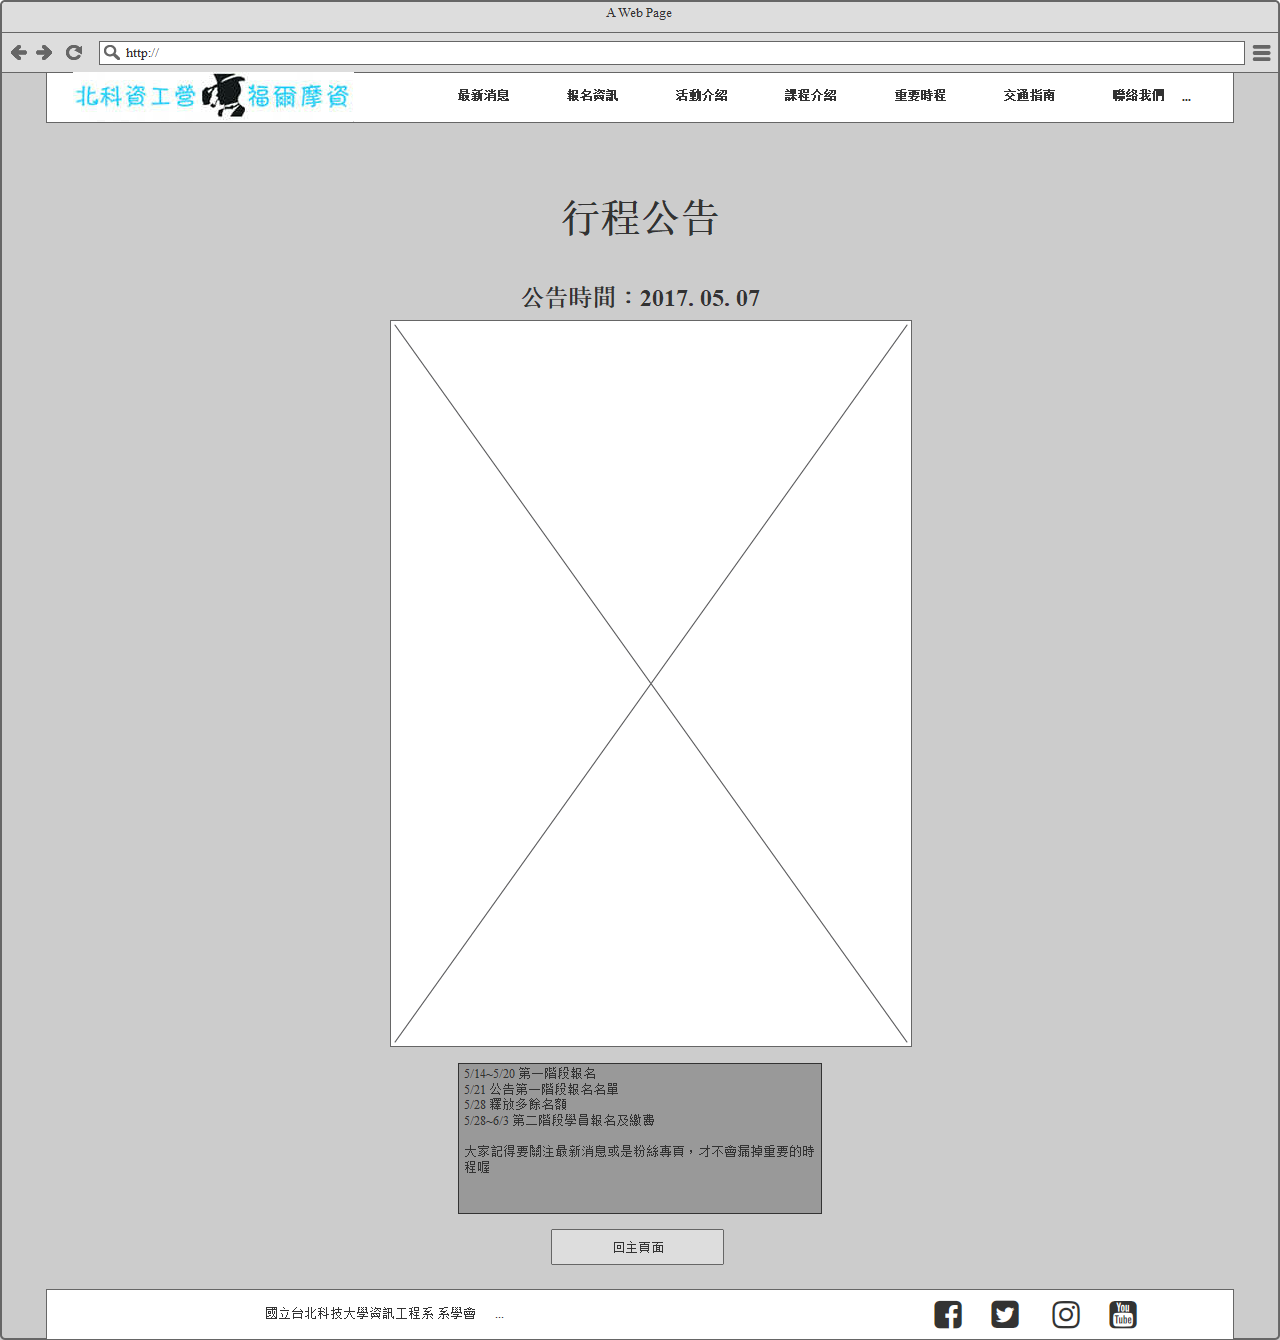 A Web Page
http://
北科資工營 福爾摩資
最新消息 報名資訊 活動介紹 課程介紹 重要時程 交通指南 聯絡我們 ...
行程公告
公告時間：2017. 05. 07
5/14~5/20 第一階段報名
5/21 公告第一階段報名名單
5/28 釋放多餘名額
5/28~6/3 第二階段學員報名及繳費
大家記得要關注最新消息或是粉絲專頁，才不會漏掉重要的時
程喔
回主頁面
國立台北科技大學資訊工程系 系學會 ...
You
Tube